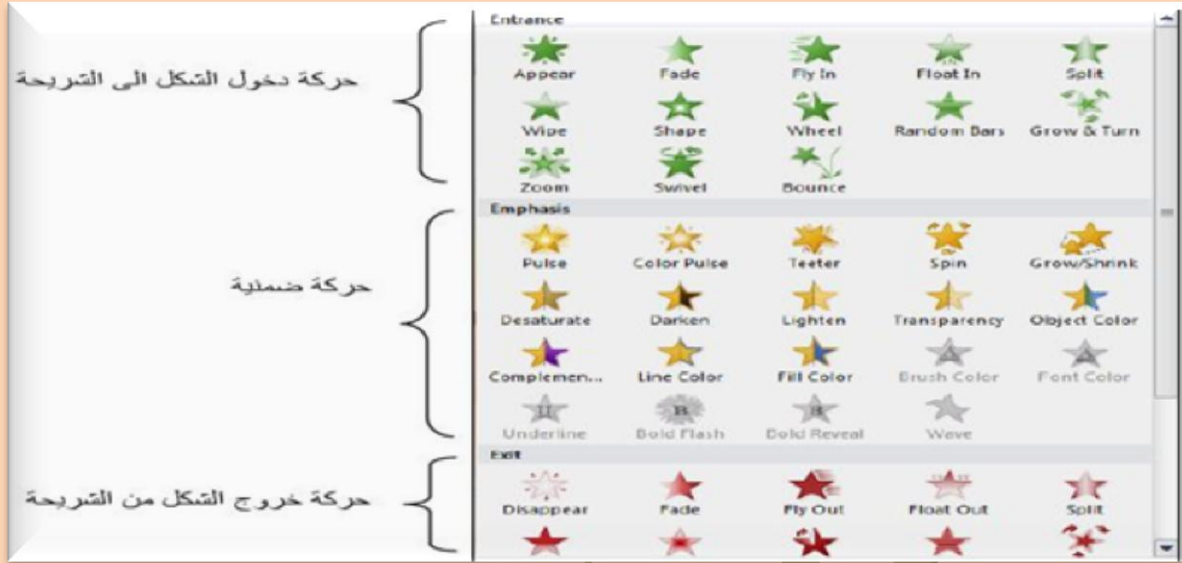 Entrance
حركة دخول الشكل الى الشريحة
Appear Fade Fly In Float In Split
Wipe Shape Wheel Random Bars Grow & Turn
Zoom Swivel Bounce
Emphasis
حركة ضمنية
Pulse Color Pulse Teeter Spin Grow/Shrink
Desaturate Darken Lighten Transparency Object Color
Complemen... Line Color Fill Color Brush Color Font Color
Underline Bold Flash Bold Reveal Wave
Exit
حركة خروج الشكل من الشريحة
Disappear Fade Fly Out Float Out Split